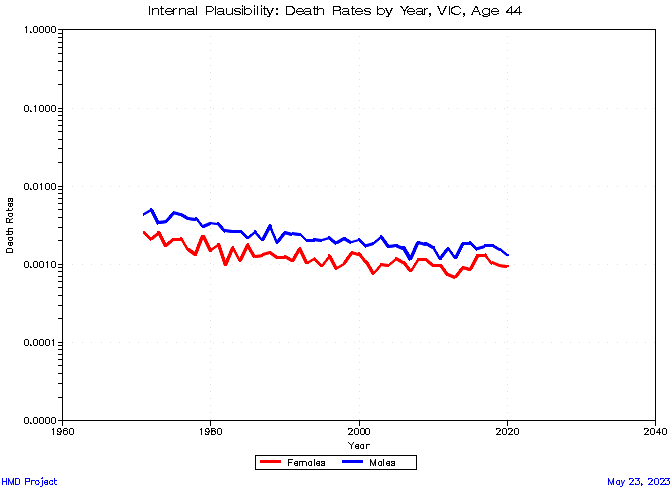 Internal Plausibility: Death Rates by Year, VIC, Age 44
1.0000
0.1000
0.0100
0.0010
0.0001
0.0000
Death Rates
1960
1980
2000
2020
2040
Year
Females
Males
HMD Project
May 23, 2023